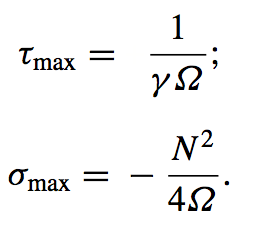 τmax = 1/(γΩ);
σmax = − N²/(4Ω).